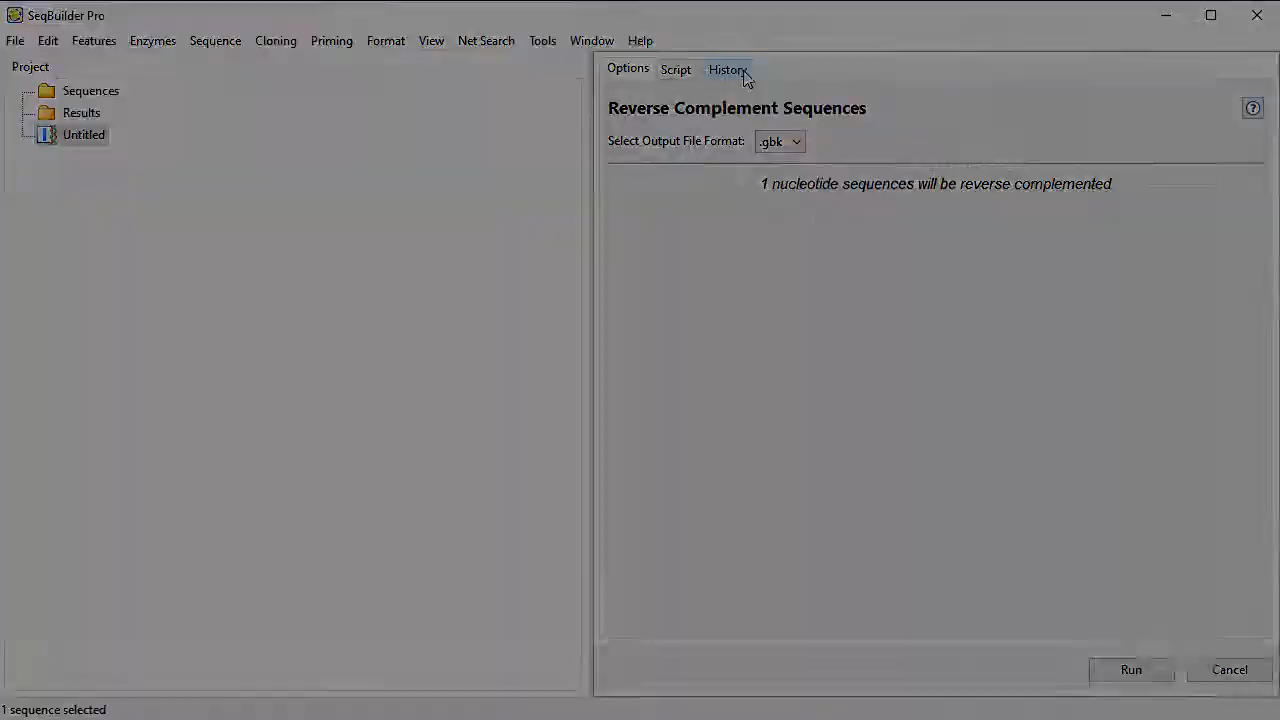 SeqBuilder Pro
File Edit Features Enzymes Sequence Cloning Priming Format View Net Search Tools Window Help
Project
Sequences
Results
Untitled
Options Script History
Reverse Complement Sequences
Select Output File Format: .gbk
1 nucleotide sequences will be reverse complemented
Run Cancel
1 sequence selected